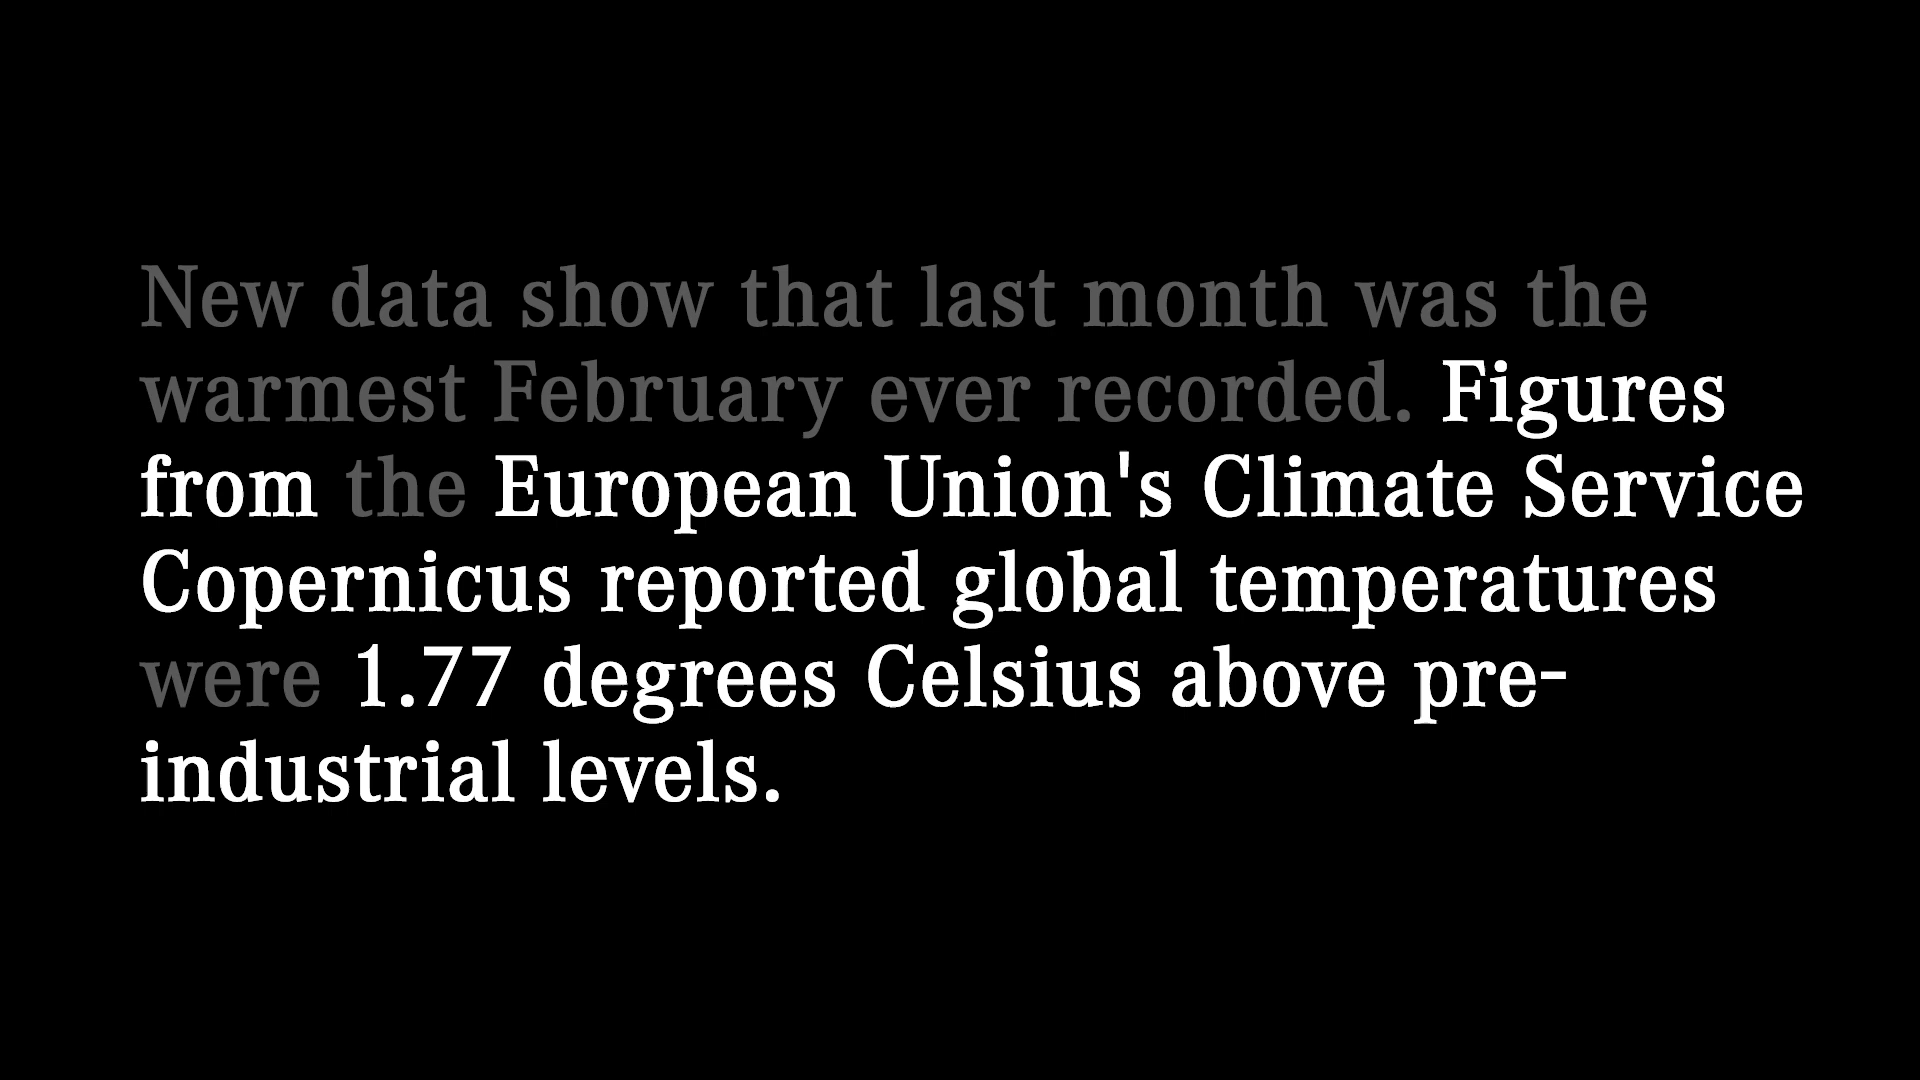 New data show that last month was the
warmest February ever recorded. Figures
from the European Union's Climate Service
Copernicus reported global temperatures
were 1.77 degrees Celsius above pre-
industrial levels.